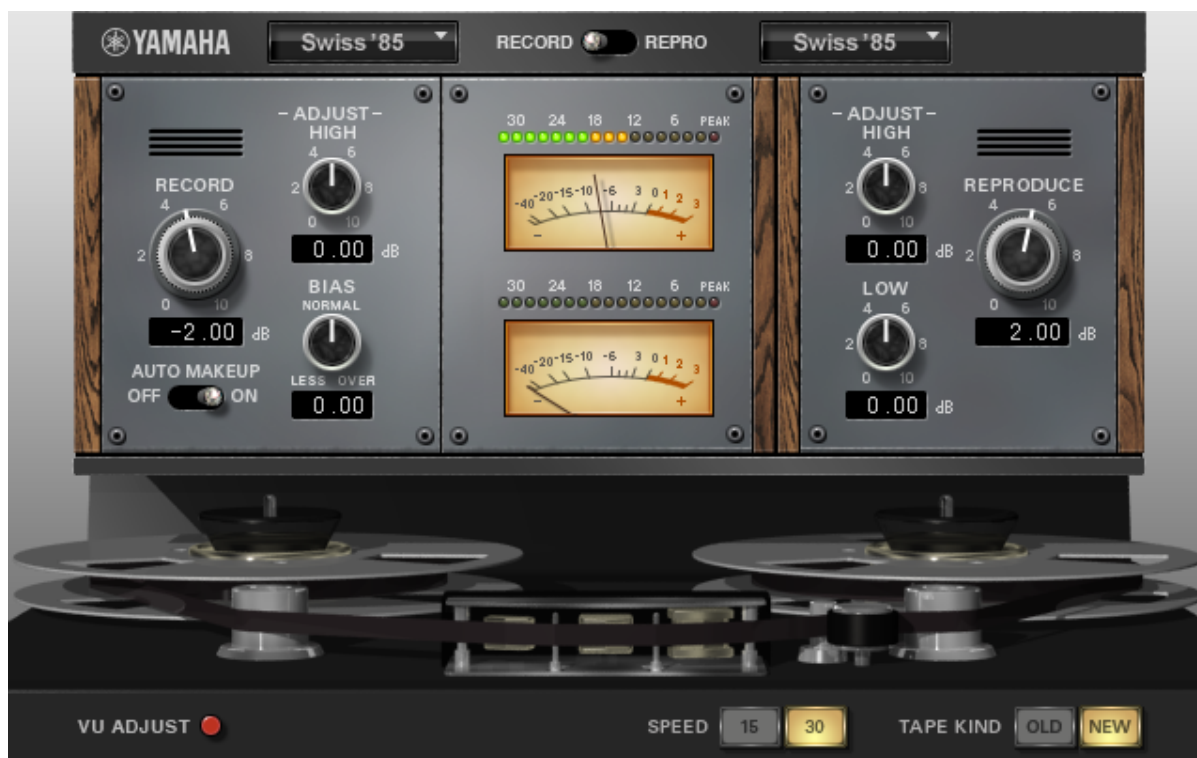 YAMAHA Swiss '85 RECORD REPRO Swiss '85
- ADJUST -
HIGH
4 6
2 8
0 10
0.00 dB
RECORD
4 6
2 8
0 10
-2.00 dB
BIAS
NORMAL
LESS OVER
0.00
AUTO MAKEUP
OFF ON
30 24 18 12 6 PEAK
-40 -20 -15 -10 -6 3 0 1 2 3
- +
30 24 18 12 6 PEAK
-40 -20 -15 -10 -6 3 0 1 2 3
- +
- ADJUST -
HIGH
4 6
2 8
0 10
0.00 dB
LOW
4 6
2 8
0 10
0.00 dB
REPRODUCE
4 6
2 8
0 10
2.00 dB
VU ADJUST SPEED 15 30 TAPE KIND OLD NEW